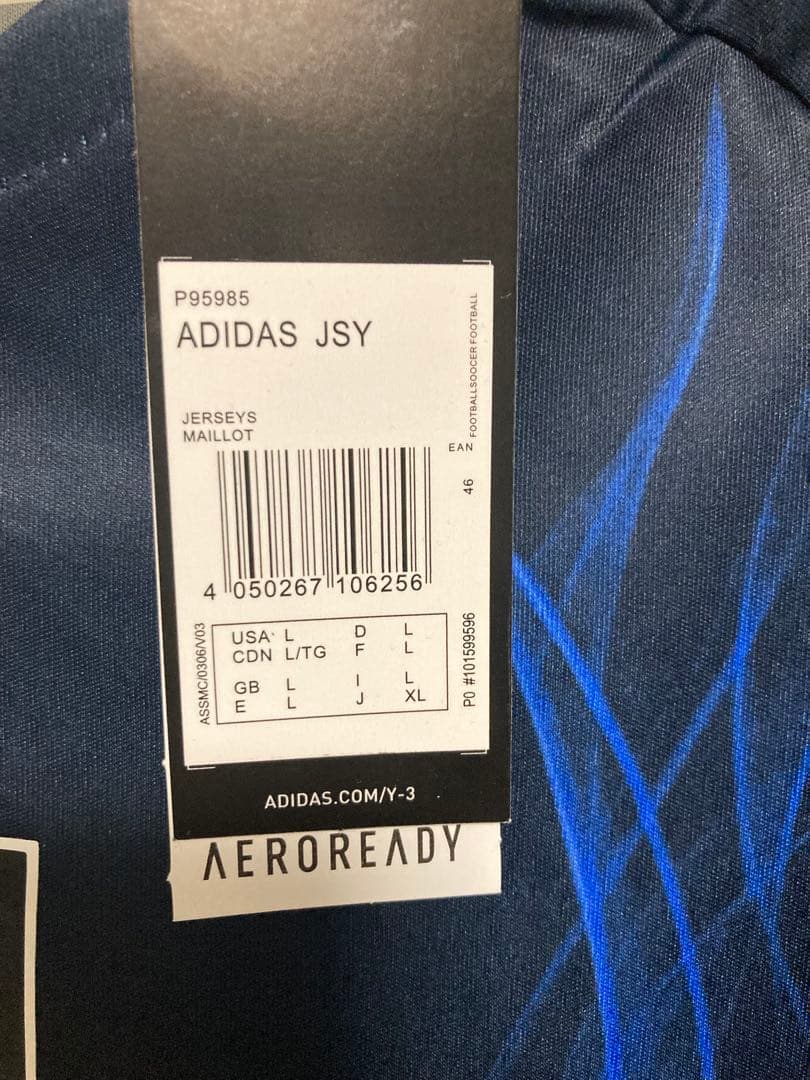 P95985
ADIDAS JSY
FOOTBALLSOOCER FOOTBALL
JERSEYS
MAILLOT
EAN
46
4 050267 106256
USA L D L
CDN L/TG F L
GB L I L
E L J XL
ASSMC/0306/V03
PO #101599596
ADIDAS.COM/Y-3
AEROREADY